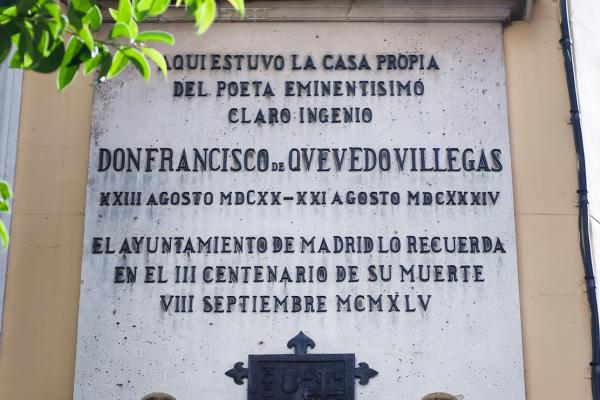 AQUI ESTUVO LA CASA PROPIA
DEL POETA EMINENTISIMO
CLARO INGENIO
DON FRANCISCO DE QVEVEDO VILLEGAS
XXIII AGOSTO MDCXX-XXI AGOSTO MDCXXXIV
EL AYUNTAMIENTO DE MADRID LO RECUERDA
EN EL III CENTENARIO DE SU MUERTE
VIII SEPTIEMBRE MCMXLV